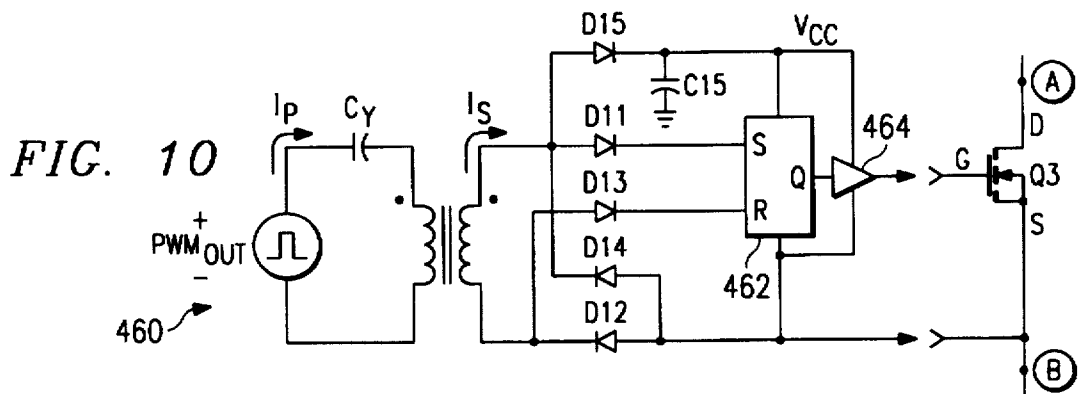 FIG. 10
D15
V_CC
C15
A
I_P
C_Y
I_S
D11
S
Q
464
D
G
Q3
S
D13
R
+
PWM_OUT
-
D14
462
460
D12
B